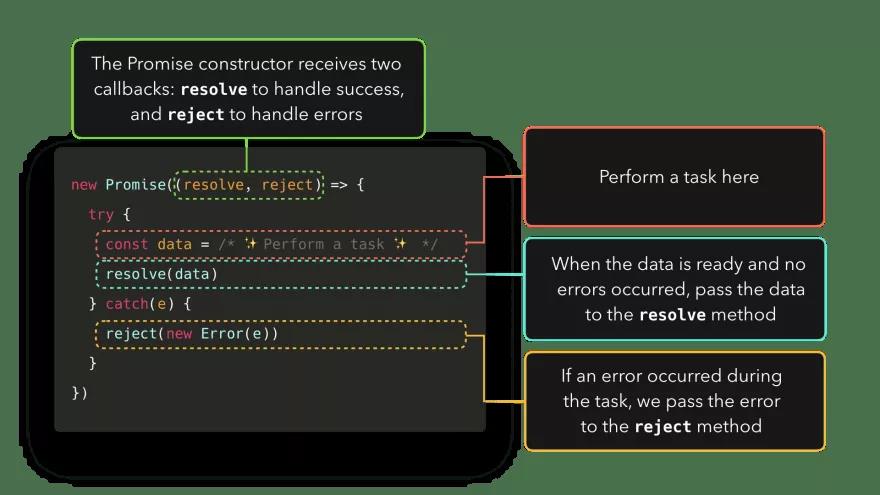 The Promise constructor receives two
callbacks: resolve to handle success,
and reject to handle errors
new Promise((resolve, reject) => {
try {
const data = /* ✨ Perform a task ✨ */
resolve(data)
} catch(e) {
reject(new Error(e))
}
})
Perform a task here
When the data is ready and no
errors occurred, pass the data
to the resolve method
If an error occurred during
the task, we pass the error
to the reject method